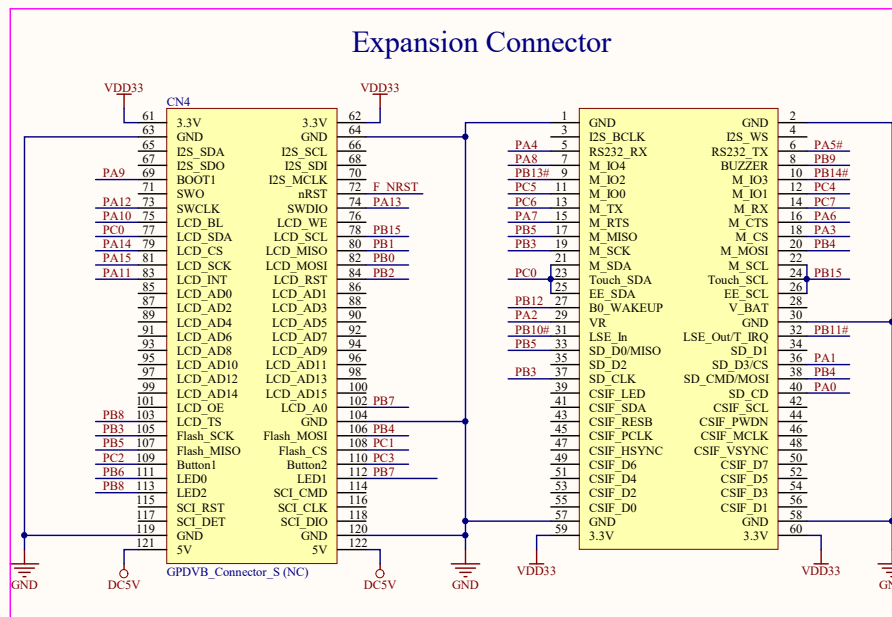 Expansion Connector
VDD33 VDD33
CN4
61 3.3V 3.3V 62
63 GND GND 64
65 I2S_SDA I2S_SCL 66
67 I2S_SDO I2S_SDI 68
PA9 69 BOOT1 I2S_MCLK 70
71 SWO nRST 72 F_NRST
PA12 73 SWCLK SWDIO 74 PA13
PA10 75 LCD_BL LCD_WE 76
PC0 77 LCD_SDA LCD_SCL 78 PB15
PA14 79 LCD_CS LCD_MISO 80 PB1
PA15 81 LCD_SCK LCD_MOSI 82 PB0
PA11 83 LCD_INT LCD_RST 84 PB2
85 LCD_AD0 LCD_AD1 86
87 LCD_AD2 LCD_AD3 88
89 LCD_AD4 LCD_AD5 90
91 LCD_AD6 LCD_AD7 92
93 LCD_AD8 LCD_AD9 94
95 LCD_AD10 LCD_AD11 96
97 LCD_AD12 LCD_AD13 98
99 LCD_AD14 LCD_AD15 100
101 LCD_OE LCD_A0 102 PB7
PB8 103 LCD_TS GND 104
PB3 105 Flash_SCK Flash_MOSI 106 PB4
PB5 107 Flash_MISO Flash_CS 108 PC1
PC2 109 Button1 Button2 110 PC3
PB6 111 LED0 LED1 112 PB7
PB8 113 LED2 SCI_CMD 114
115 SCI_RST SCI_CLK 116
117 SCI_DET SCI_DIO 118
119 GND GND 120
121 5V 5V 122
GPDVB_Connector_S (NC)
GND DC5V DC5V GND
1 GND GND 2
3 I2S_BCLK I2S_WS 4
PA4 5 RS232_RX RS232_TX 6 PA5#
PA8 7 M_IO4 BUZZER 8 PB9
PB13# 9 M_IO2 M_IO3 10 PB14#
PC5 11 M_IO0 M_IO1 12 PC4
PC6 13 M_TX M_RX 14 PC7
PA7 15 M_RTS M_CTS 16 PA6
PB5 17 M_MISO M_CS 18 PA3
PB3 19 M_SCK M_MOSI 20 PB4
21 M_SDA M_SCL 22
PC0 23 Touch_SDA Touch_SCL 24 PB15
25 EE_SDA EE_SCL 26
PB12 27 B0_WAKEUP V_BAT 28
PA2 29 VR GND 30
PB10# 31 LSE_In LSE_Out/T_IRQ 32 PB11#
PB5 33 SD_D0/MISO SD_D1 34
35 SD_D2 SD_D3/CS 36 PA1
PB3 37 SD_CLK SD_CMD/MOSI 38 PB4
39 CSIF_LED SD_CD 40 PA0
41 CSIF_SDA CSIF_SCL 42
43 CSIF_RESB CSIF_PWDN 44
45 CSIF_PCLK CSIF_MCLK 46
47 CSIF_HSYNC CSIF_VSYNC 48
49 CSIF_D6 CSIF_D7 50
51 CSIF_D4 CSIF_D5 52
53 CSIF_D2 CSIF_D3 54
55 CSIF_D0 CSIF_D1 56
57 GND GND 58
59 3.3V 3.3V 60
VDD33 VDD33